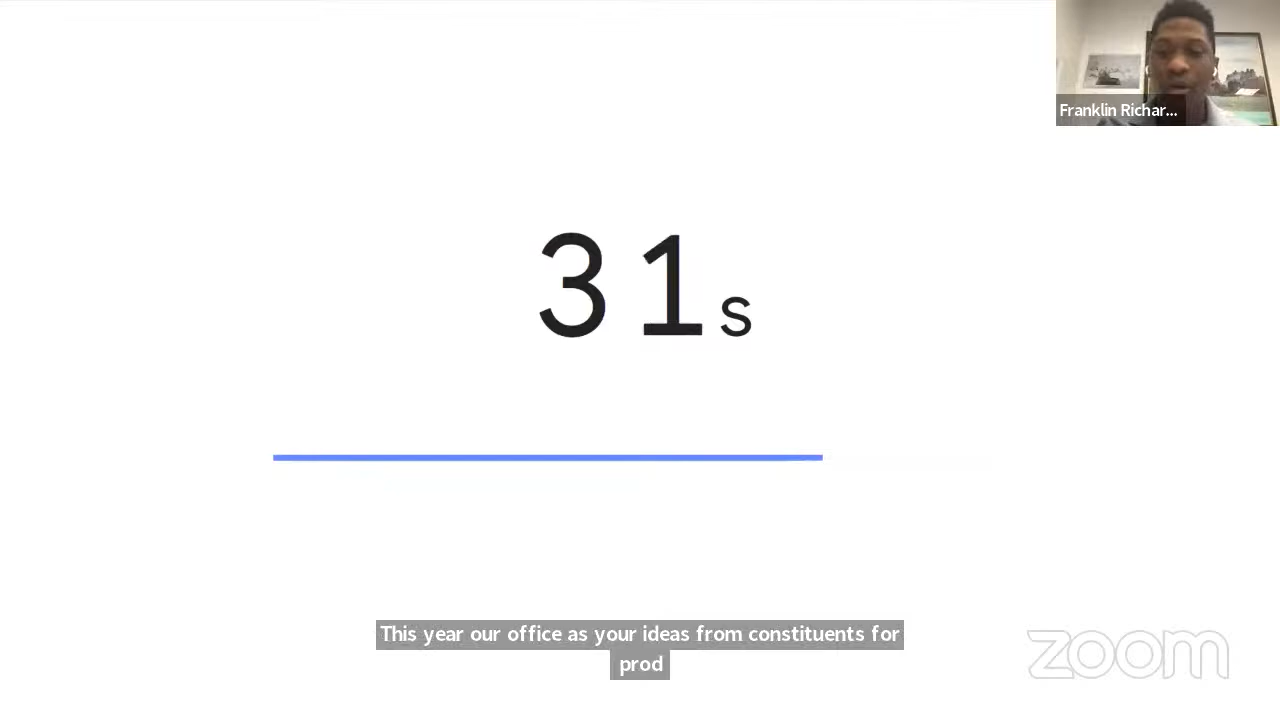 Franklin Richar...
31s
This year our office as your ideas from constituents for
prod
zoom